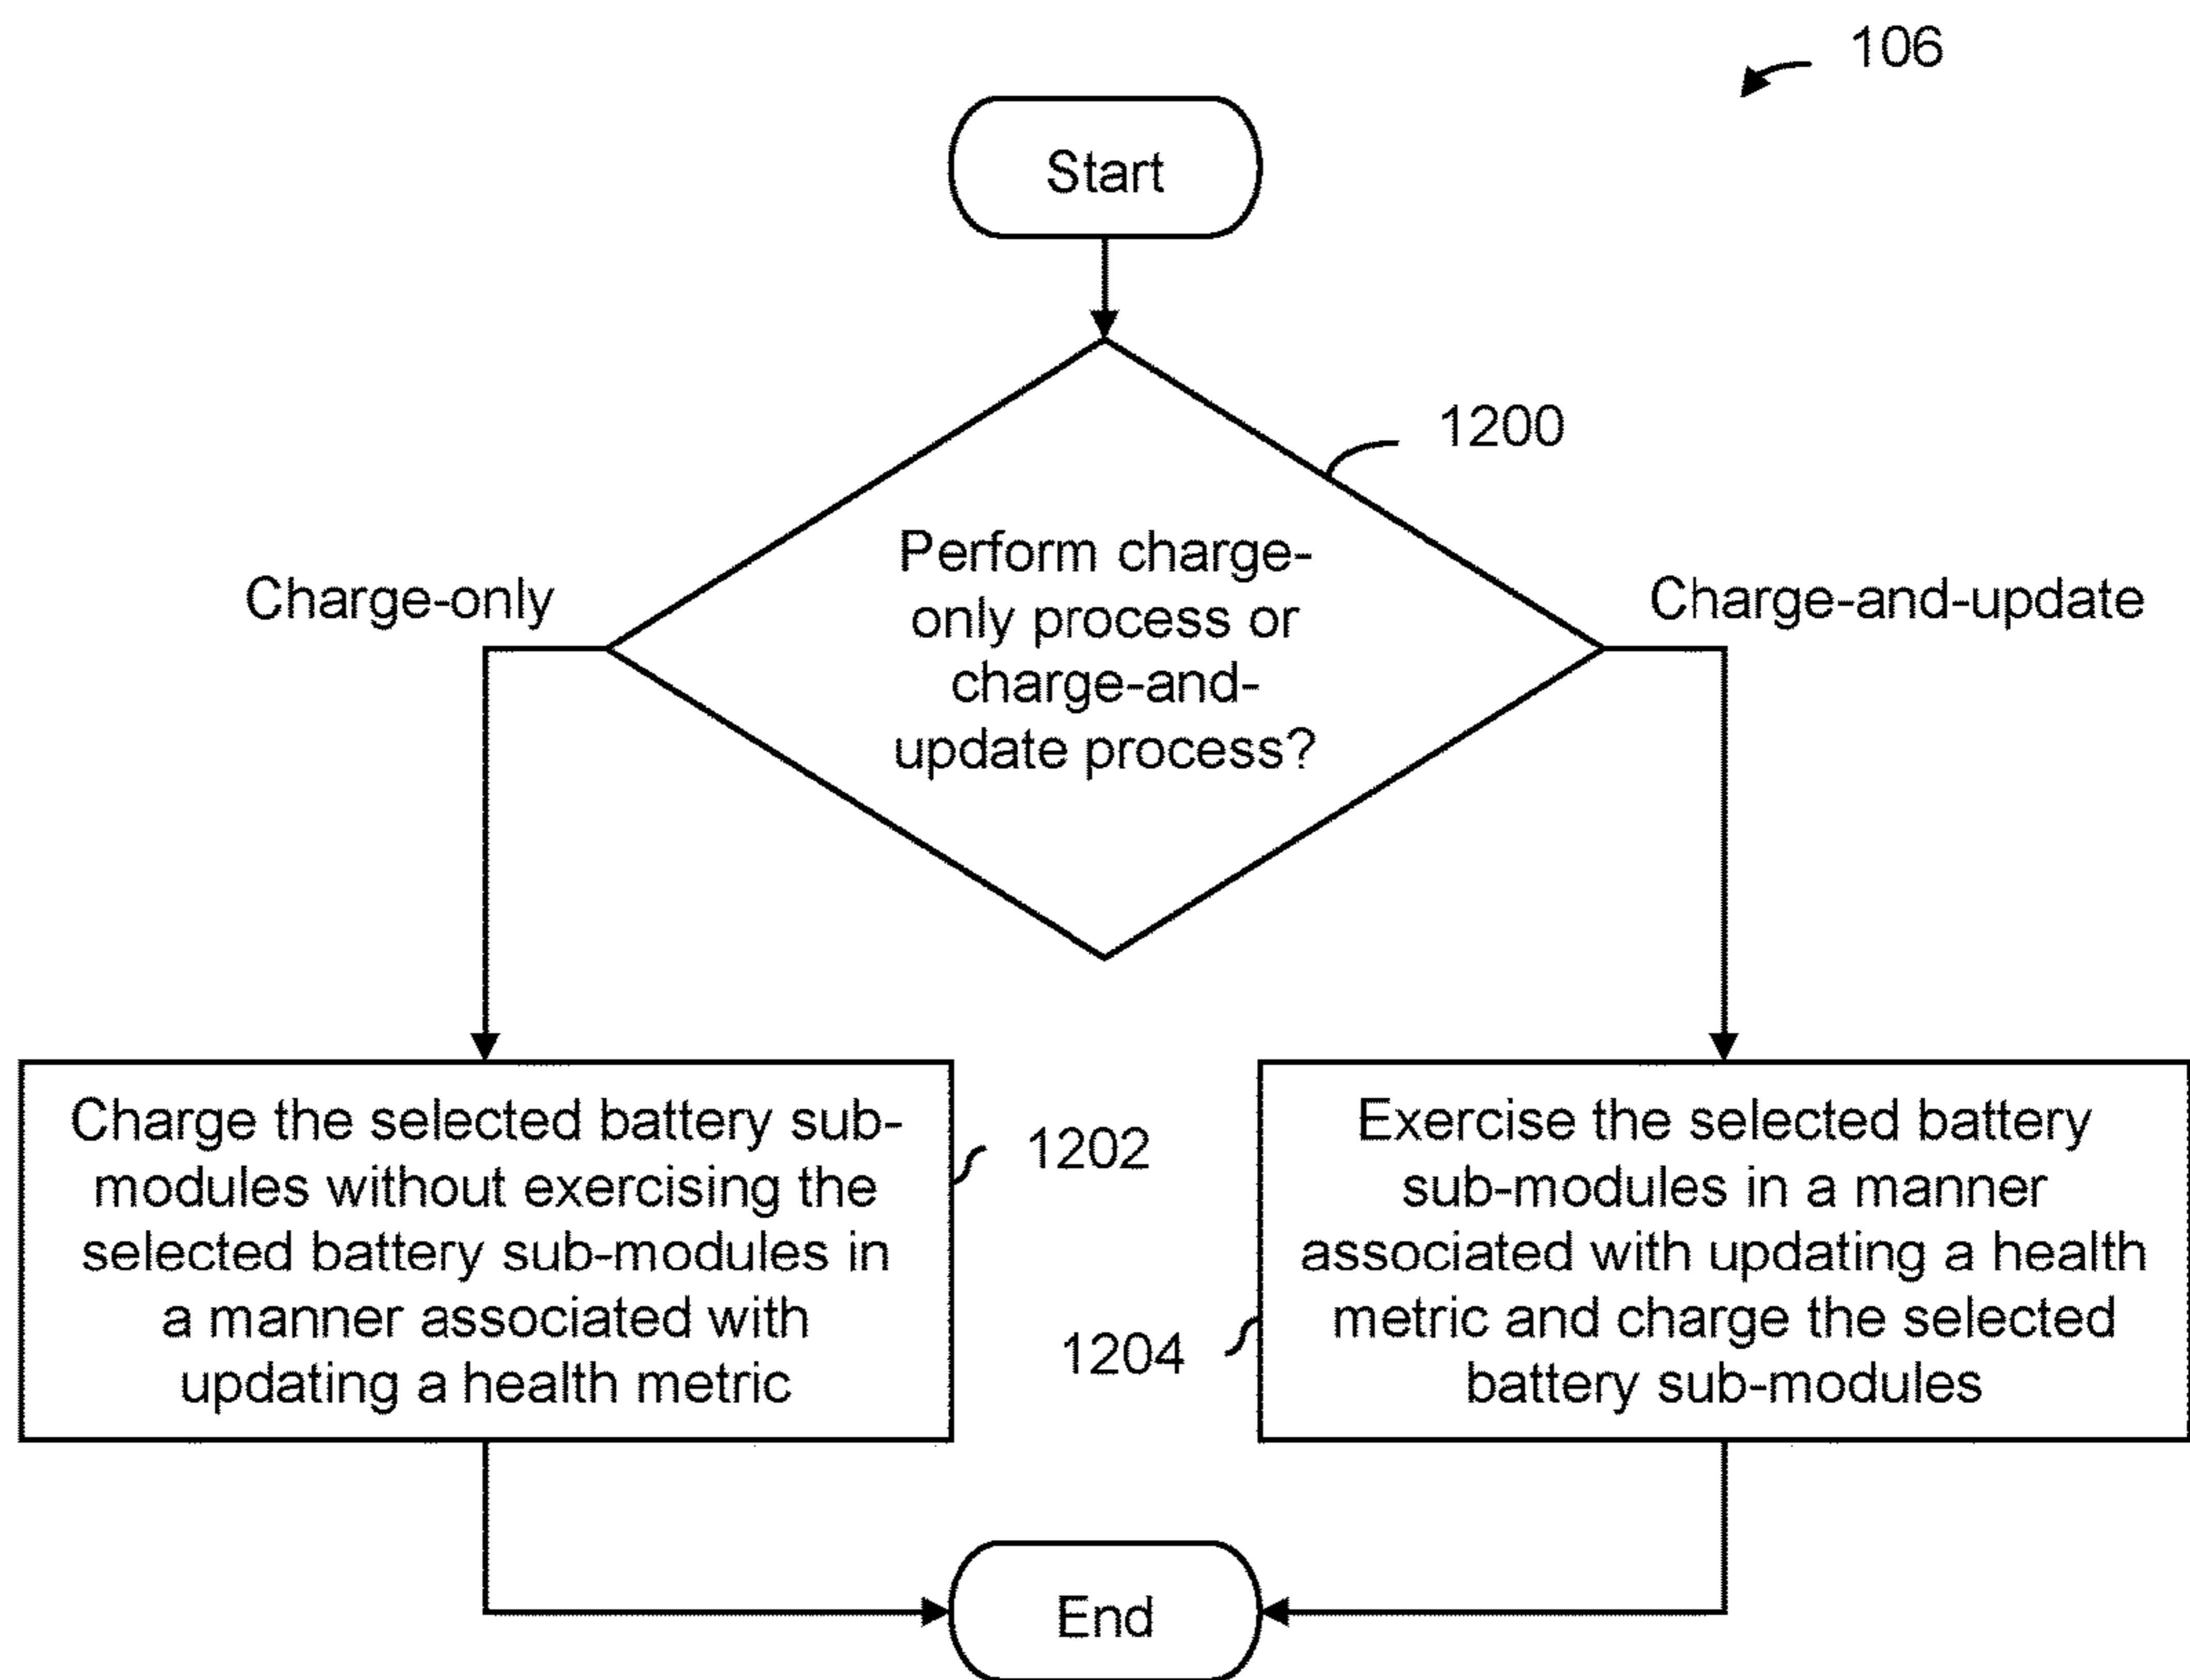 106
Start
1200
Perform charge-
only process or
charge-and-
update process?
Charge-only
Charge-and-update
Charge the selected battery sub-
modules without exercising the
selected battery sub-modules in
a manner associated with
updating a health metric
1202
Exercise the selected battery
sub-modules in a manner
associated with updating a health
metric and charge the selected
battery sub-modules
1204
End